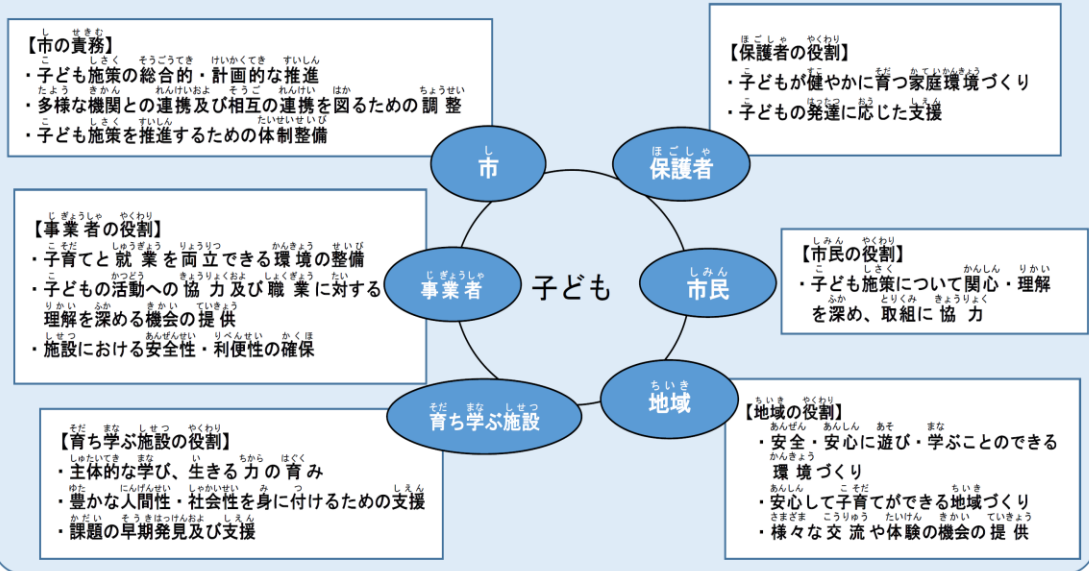 【市の責務】
・子ども施策の総合的・計画的な推進
・多様な機関との連携及び相互の連携を図るための調整
・子ども施策を推進するための体制整備
【保護者の役割】
・子どもが健やかに育つ家庭環境づくり
・子どもの発達に応じた支援
市
保護者
【事業者の役割】
・子育てと就業を両立できる環境の整備
・子どもの活動への協力及び職業に対する
理解を深める機会の提供
・施設における安全性・利便性の確保
事業者
子ども
市民
【市民の役割】
・子ども施策について関心・理解
を深め、取組に協力
育ち学ぶ施設
地域
【育ち学ぶ施設の役割】
・主体的な学び、生きる力の育み
・豊かな人間性・社会性を身に付けるための支援
・課題の早期発見及び支援
【地域の役割】
・安全・安心に遊び・学ぶことのできる
環境づくり
・安心して子育てができる地域づくり
・様々な交流や体験の機会の提供